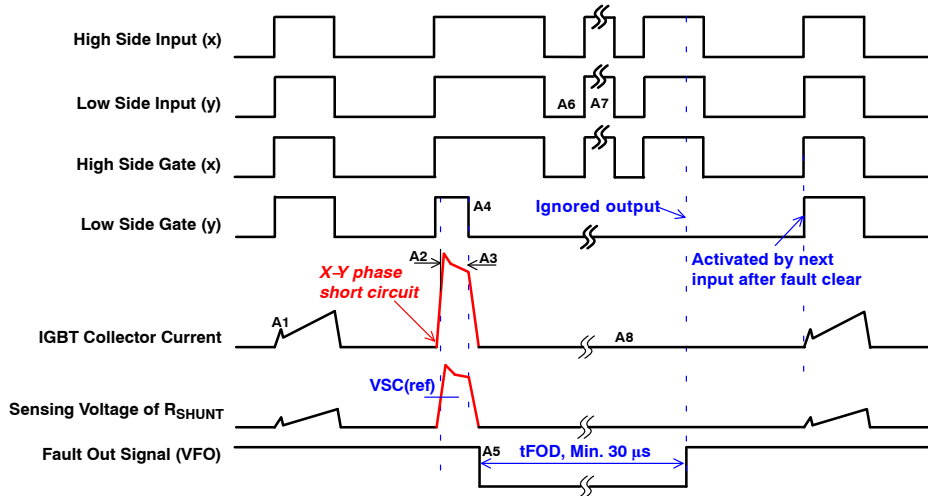 High Side Input (x)
Low Side Input (y)
A6
A7
High Side Gate (x)
Low Side Gate (y)
A4
Ignored output
A2
A3
Activated by next
input after fault clear
X–Y phase
short circuit
A1
IGBT Collector Current
A8
VSC(ref)
Sensing Voltage of RSHUNT
Fault Out Signal (VFO)
A5
tFOD, Min. 30 μs